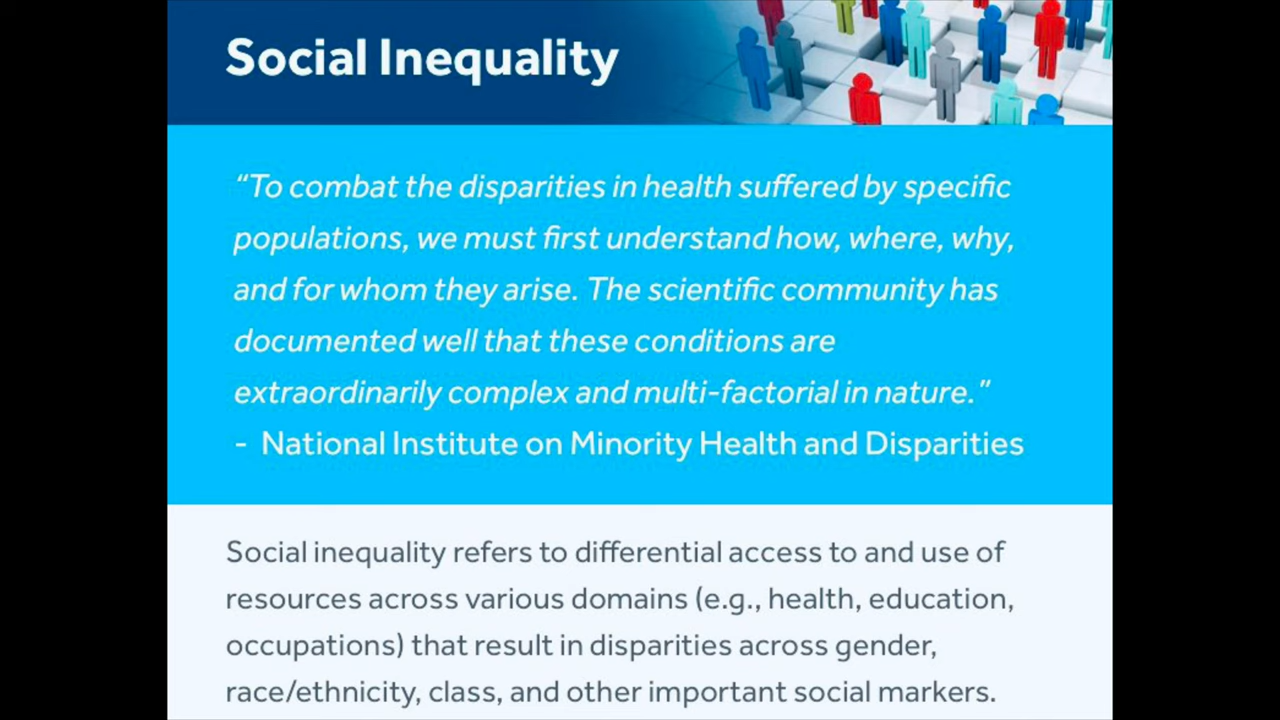 Social Inequality
“To combat the disparities in health suffered by specific
populations, we must first understand how, where, why,
and for whom they arise. The scientific community has
documented well that these conditions are
extraordinarily complex and multi-factorial in nature.”
- National Institute on Minority Health and Disparities
Social inequality refers to differential access to and use of
resources across various domains (e.g., health, education,
occupations) that result in disparities across gender,
race/ethnicity, class, and other important social markers.